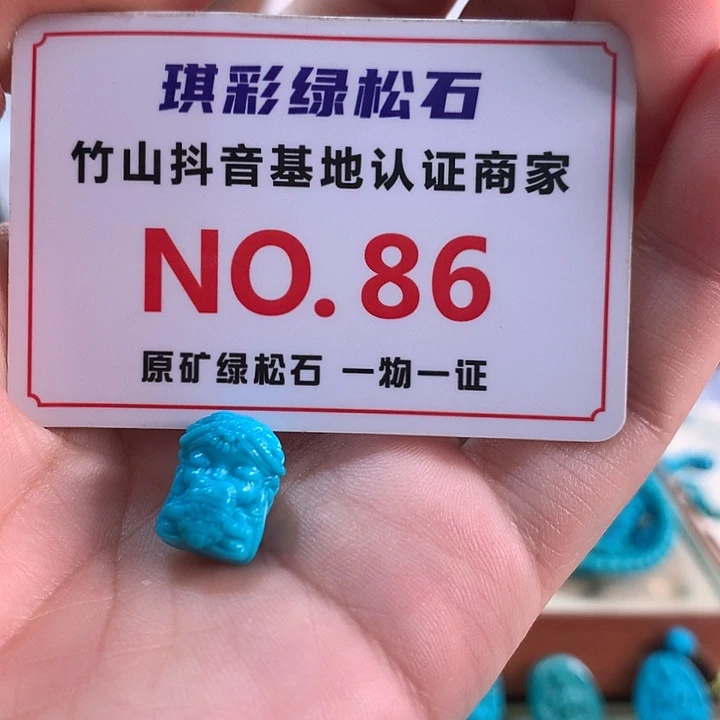 琪彩绿松石
竹山抖音基地认证商家
NO.86
原矿绿松石 一物一证